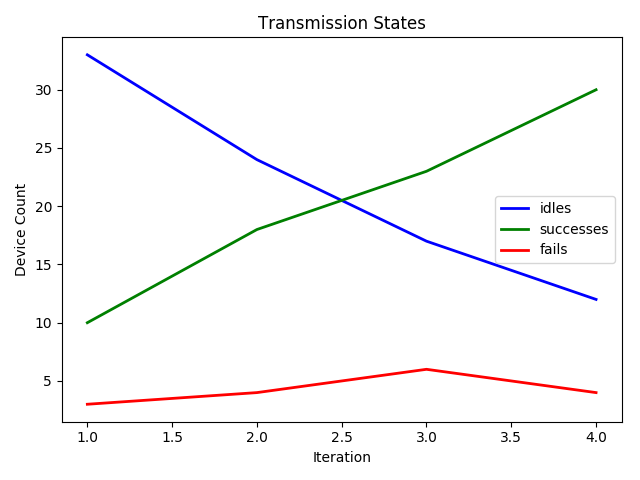 Transmission States
Device Count
30
25
20
15
10
5
idles
successes
fails
1.0 1.5 2.0 2.5 3.0 3.5 4.0
Iteration